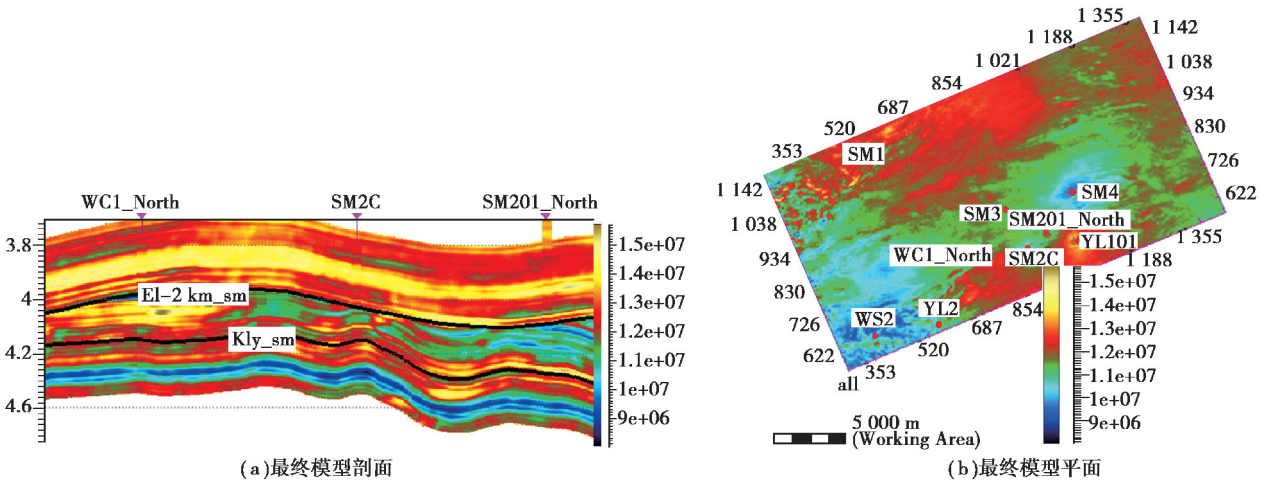 WC1_North
SM2C
SM201_North
3.8
4
4.2
4.6
El-2 km_sm
Kly_sm
1.5e+07
1.4e+07
1.3e+07
1.2e+07
1.1e+07
1e+07
9e+06
(a)最终模型剖面
1 355
1 188
1 021
854
687
520
353
1 142
1 038
934
830
726
622
1 142
1 038
934
830
726
622
all
353
520
687
854
1 188
1 355
SM1
SM4
SM3
SM201_North
YL101
WC1_North
SM2C
YL2
WS2
1.5e+07
1.4e+07
1.3e+07
1.2e+07
1.1e+07
1e+07
9e+06
5 000 m
(Working Area)
(b)最终模型平面